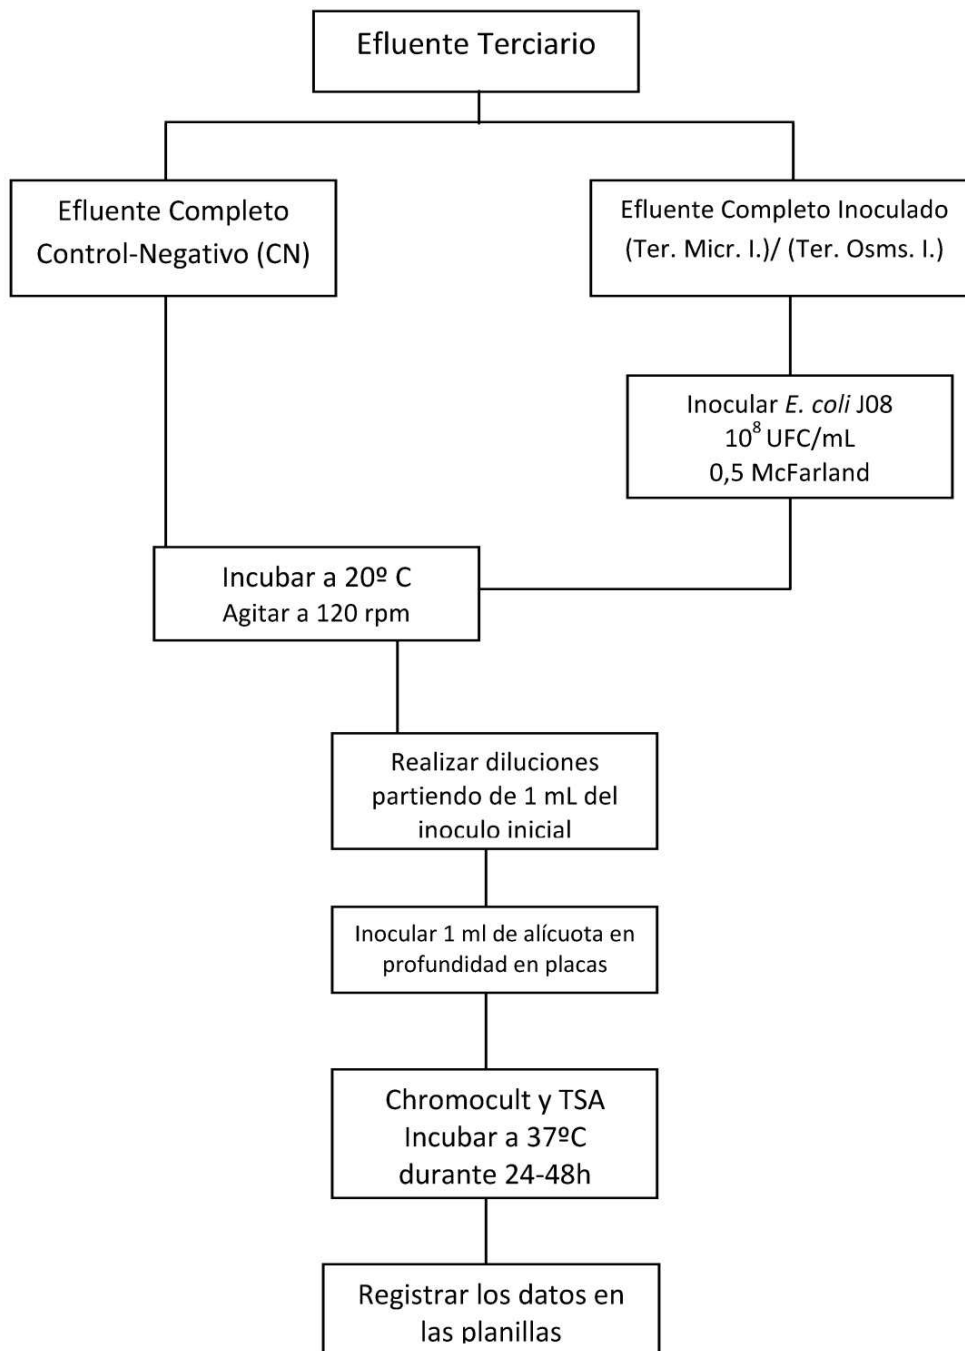 Efluente Terciario
Efluente Completo
Control-Negativo (CN)
Efluente Completo Inoculado
(Ter. Micr. I.)/ (Ter. Osms. I.)
Inocular E. coli J08
10⁸ UFC/mL
0,5 McFarland
Incubar a 20º C
Agitar a 120 rpm
Realizar diluciones
partiendo de 1 mL del
inoculo inicial
Inocular 1 ml de alícuota en
profundidad en placas
Chromocult y TSA
Incubar a 37ºC
durante 24-48h
Registrar los datos en
las planillas